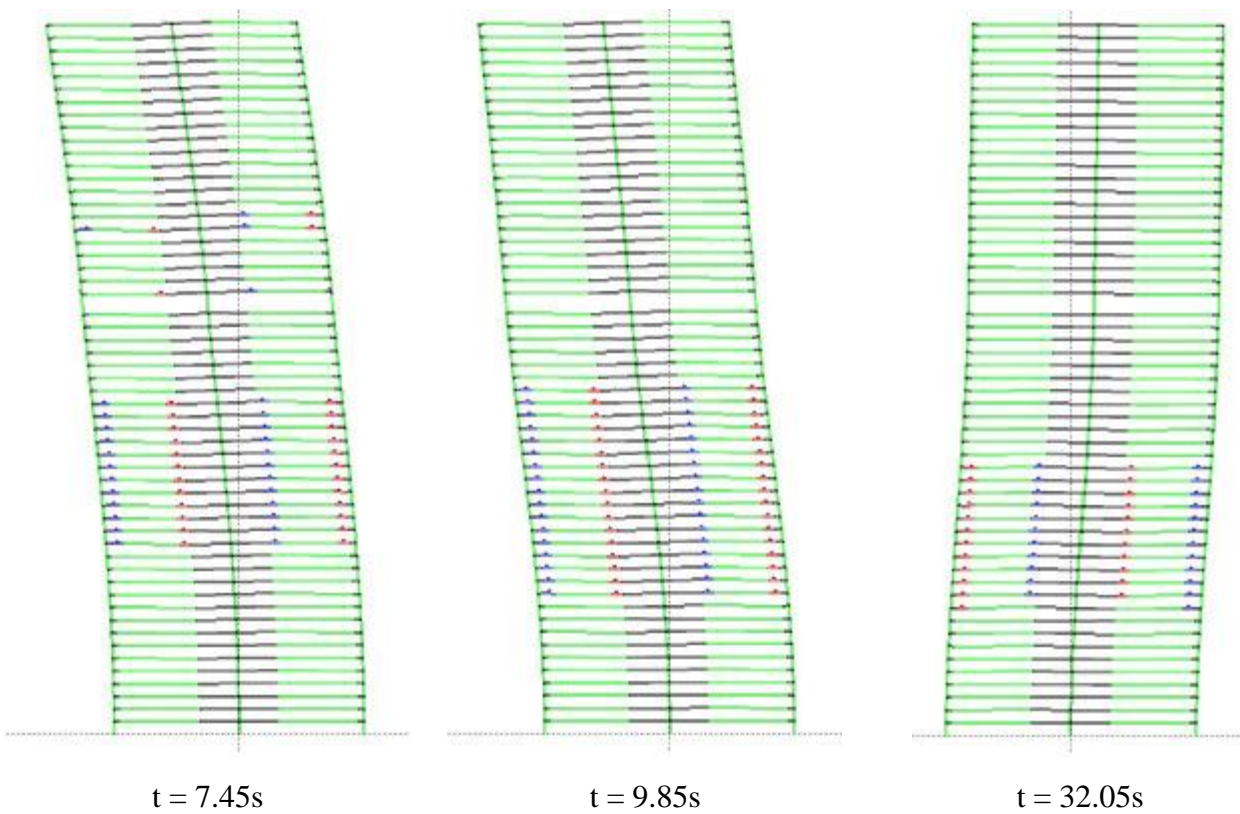 t = 7.45s
t = 9.85s
t = 32.05s